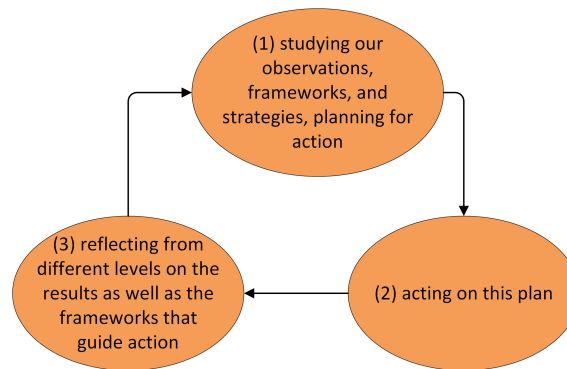 (1) studying our
observations,
frameworks, and
strategies, planning for
action
(2) acting on this plan
(3) reflecting from
different levels on the
results as well as the
frameworks that
guide action